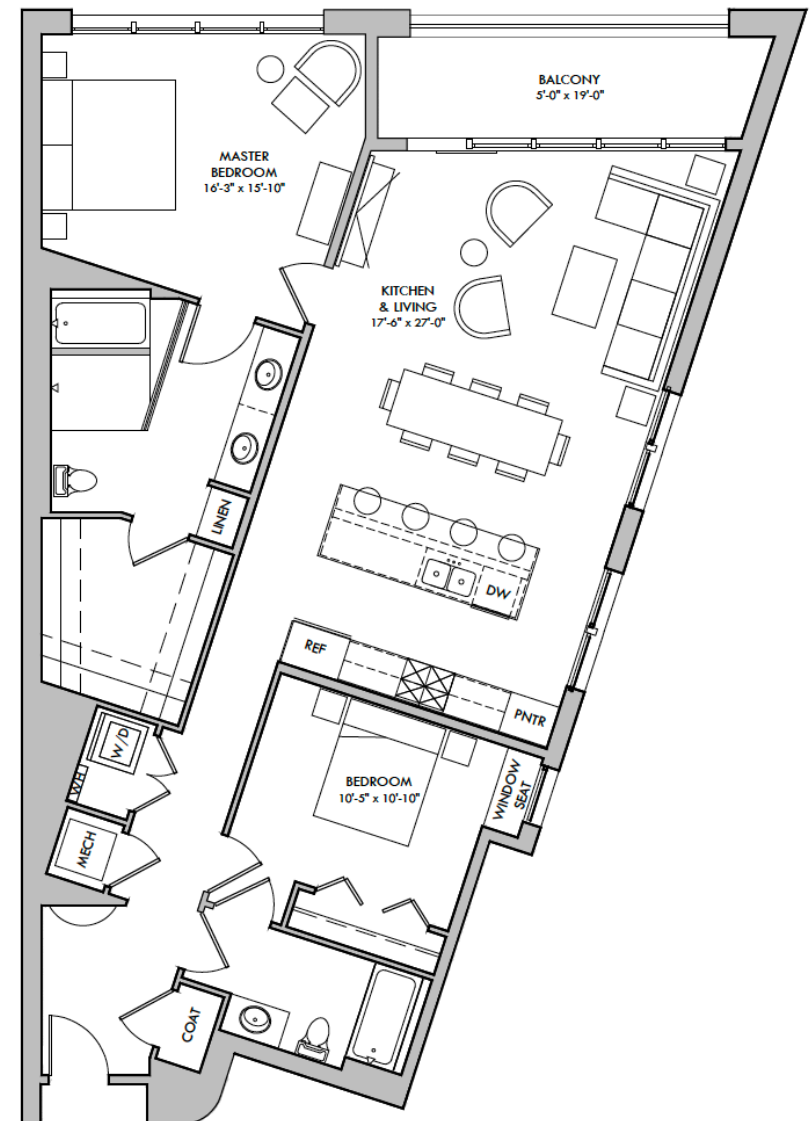 BALCONY
5'-0" x 19'-0"
MASTER
BEDROOM
16'-3" x 15'-10"
KITCHEN
& LIVING
17'-6" x 27'-0"
LINEN
DW
REF
PNTR
W/D
WH
BEDROOM
10'-5" x 10'-10"
WINDOW
SEAT
MECH
COAT